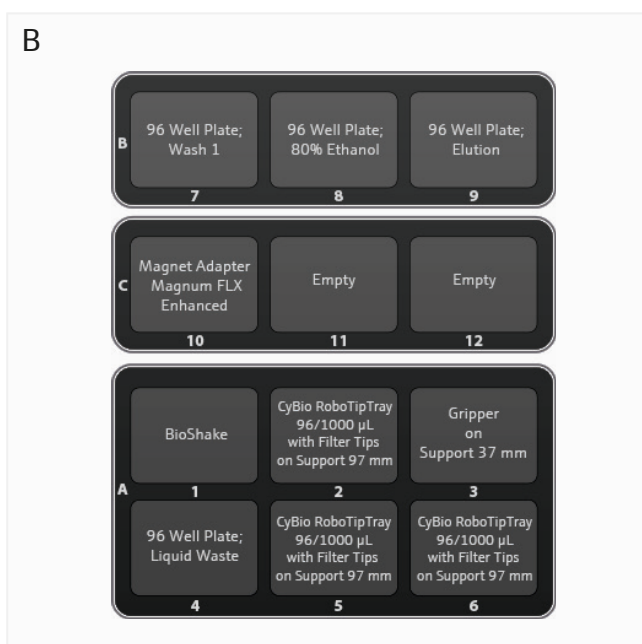 B
96 Well Plate;
Wash 1
7
96 Well Plate;
80% Ethanol
8
96 Well Plate;
Elution
9
B
Magnet Adapter
Magnum FLX
Enhanced
10
Empty
11
Empty
12
C
BioShake
1
CyBio RoboTipTray
96/1000 µL
with Filter Tips
on Support 97 mm
2
Gripper
on
Support 37 mm
3
A
96 Well Plate;
Liquid Waste
4
CyBio RoboTipTray
96/1000 µL
with Filter Tips
on Support 97 mm
5
CyBio RoboTipTray
96/1000 µL
with Filter Tips
on Support 97 mm
6